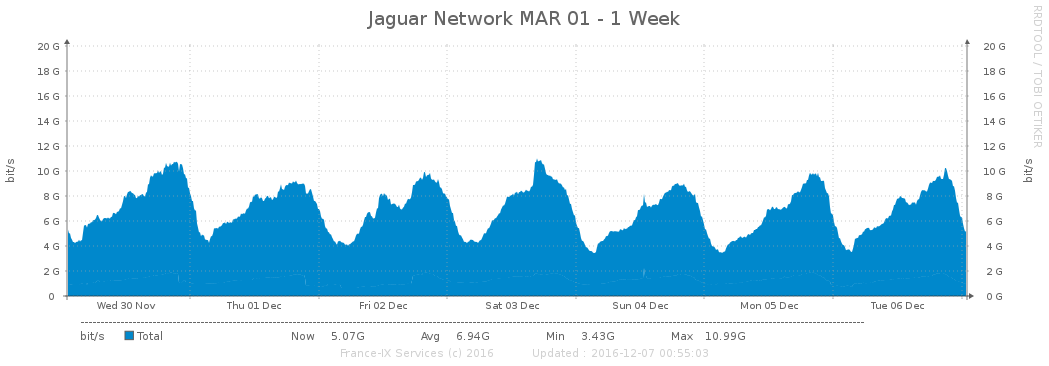 Jaguar Network MAR 01 - 1 Week
RRDTOOL / TOBI OETIKER
20 G 20 G
18 G 18 G
16 G 16 G
14 G 14 G
12 G 12 G
10 G 10 G
8 G 8 G
6 G 6 G
4 G 4 G
2 G 2 G
0 0 G
bit/s
bit/s
Wed 30 Nov Thu 01 Dec Fri 02 Dec Sat 03 Dec Sun 04 Dec Mon 05 Dec Tue 06 Dec
bit/s Total Now 5.07G Avg 6.94G Min 3.43G Max 10.99G
France-IX Services (c) 2016 Updated : 2016-12-07 00:55:03